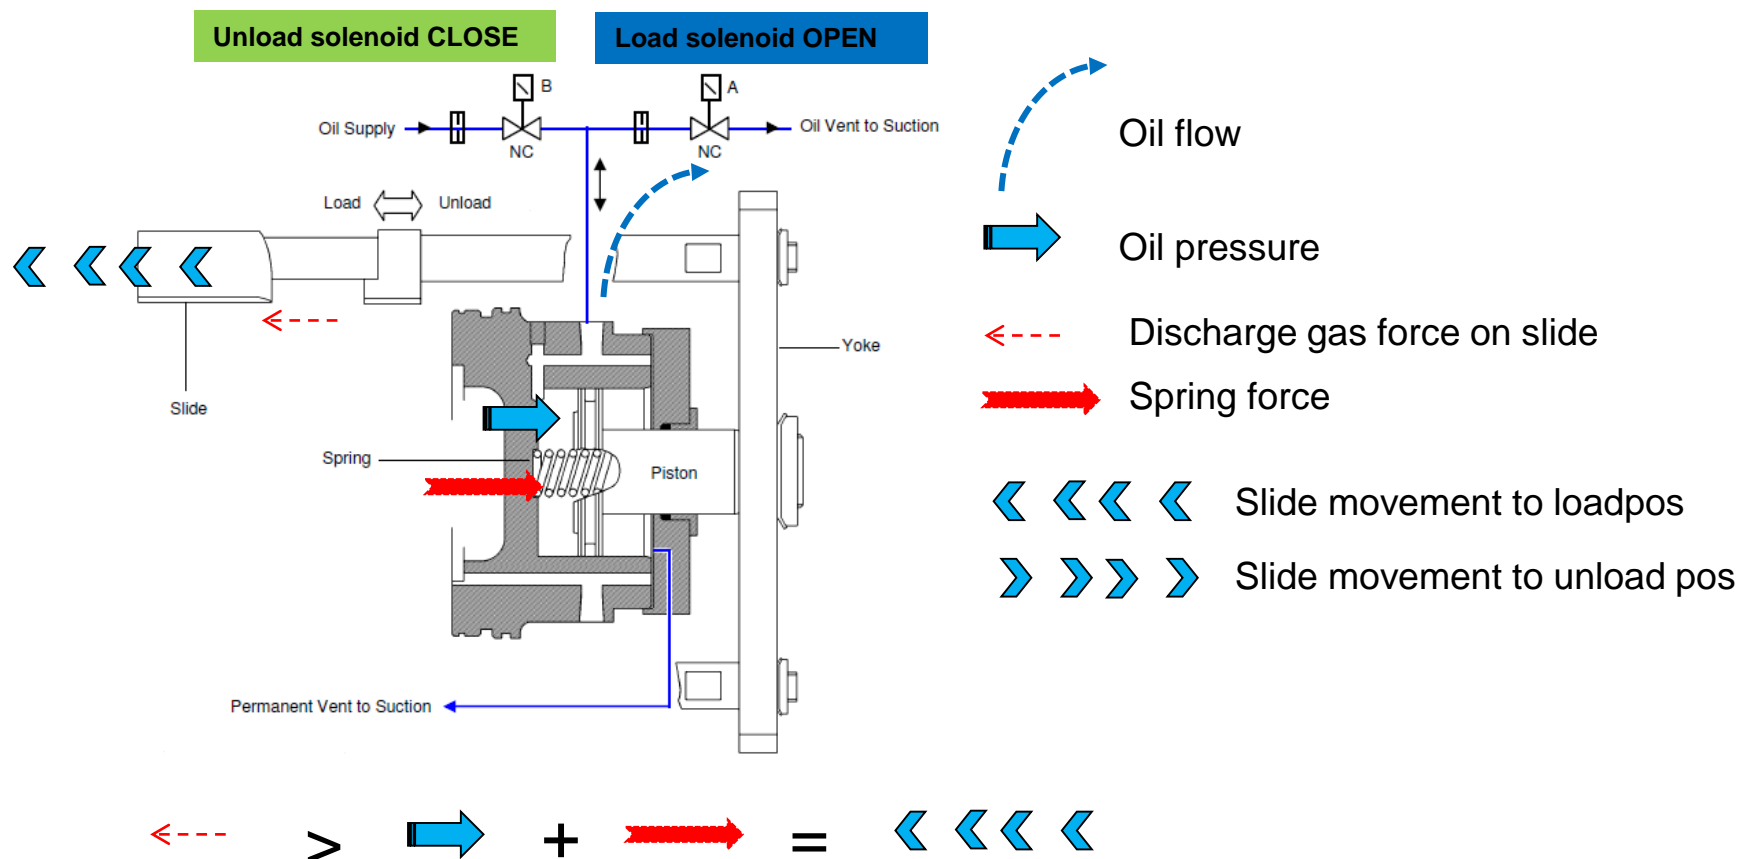 Unload solenoid CLOSE
Load solenoid OPEN
B
A
Oil Supply
Oil Vent to Suction
NC
NC
Load
Unload
Slide
Spring
Piston
Yoke
Permanent Vent to Suction
Oil flow
Oil pressure
Discharge gas force on slide
Spring force
Slide movement to loadpos
Slide movement to unload pos
> + =